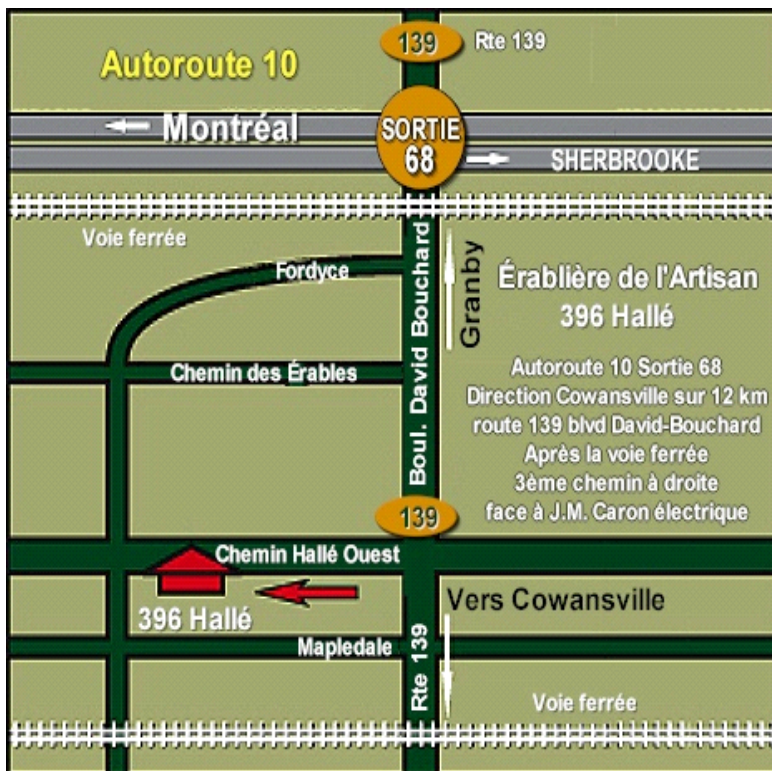 139
Rte 139
Autoroute 10
Montréal
SORTIE
68
SHERBROOKE
Voie ferrée
Fordyce
Boul. David Bouchard
Granby
Érablière de l'Artisan
396 Hallé
Chemin des Érables
Autoroute 10 Sortie 68
Direction Cowansville sur 12 km
route 139 blvd David-Bouchard
Après la voie ferrée
3ème chemin à droite
face à J.M. Caron électrique
139
Chemin Hallé Ouest
396 Hallé
Vers Cowansville
Mapledale
Rte 139
Voie ferrée